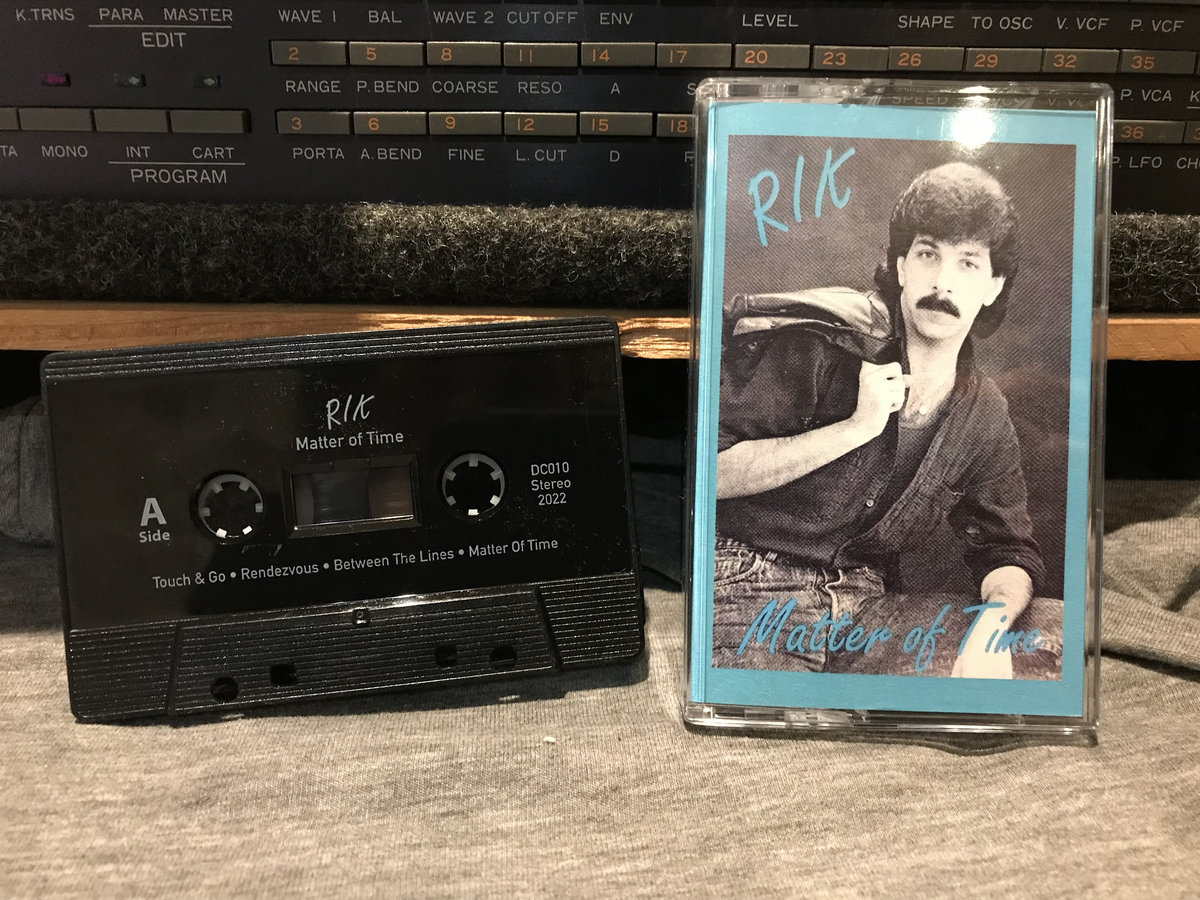 K.TRNS PARA MASTER WAVE 1 BAL WAVE 2 CUTOFF ENV LEVEL SHAPE TO OSC V. VCF P. VCF
EDIT
2 5 8 11 14 17 20 23 26 29 32 35
RANGE P.BEND COARSE RESO A SPEED P. VCA
3 6 9 12 15 18 36
MONO INT CART PORTA A.BEND FINE L. CUT D P. LFO
PROGRAM
RIK
Matter of Time
A
Side
DC010
Stereo
2022
Touch & Go • Rendezvous • Between The Lines • Matter Of Time
RIK
Matter of Time